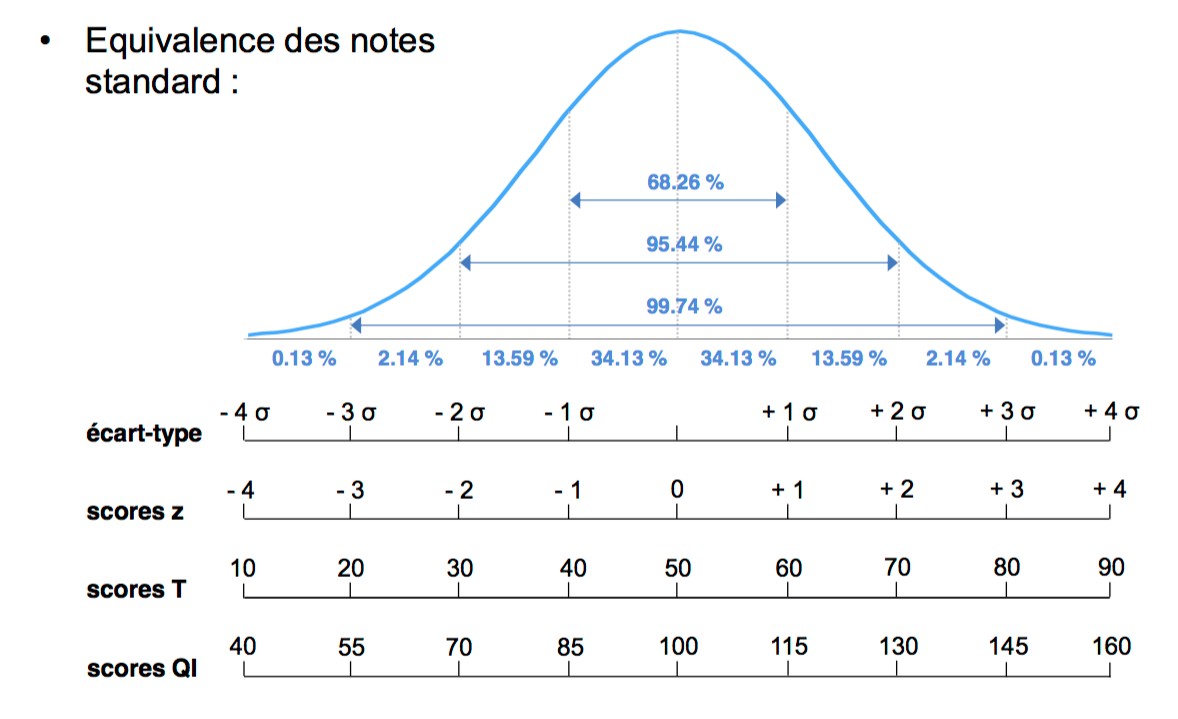 • Equivalence des notes
standard :
68.26 %
95.44 %
99.74 %
0.13 % 2.14 % 13.59 % 34.13 % 34.13 % 13.59 % 2.14 % 0.13 %
- 4 σ - 3 σ - 2 σ - 1 σ + 1 σ + 2 σ + 3 σ + 4 σ
écart-type
- 4 - 3 - 2 - 1 0 + 1 + 2 + 3 + 4
scores z
10 20 30 40 50 60 70 80 90
scores T
40 55 70 85 100 115 130 145 160
scores QI